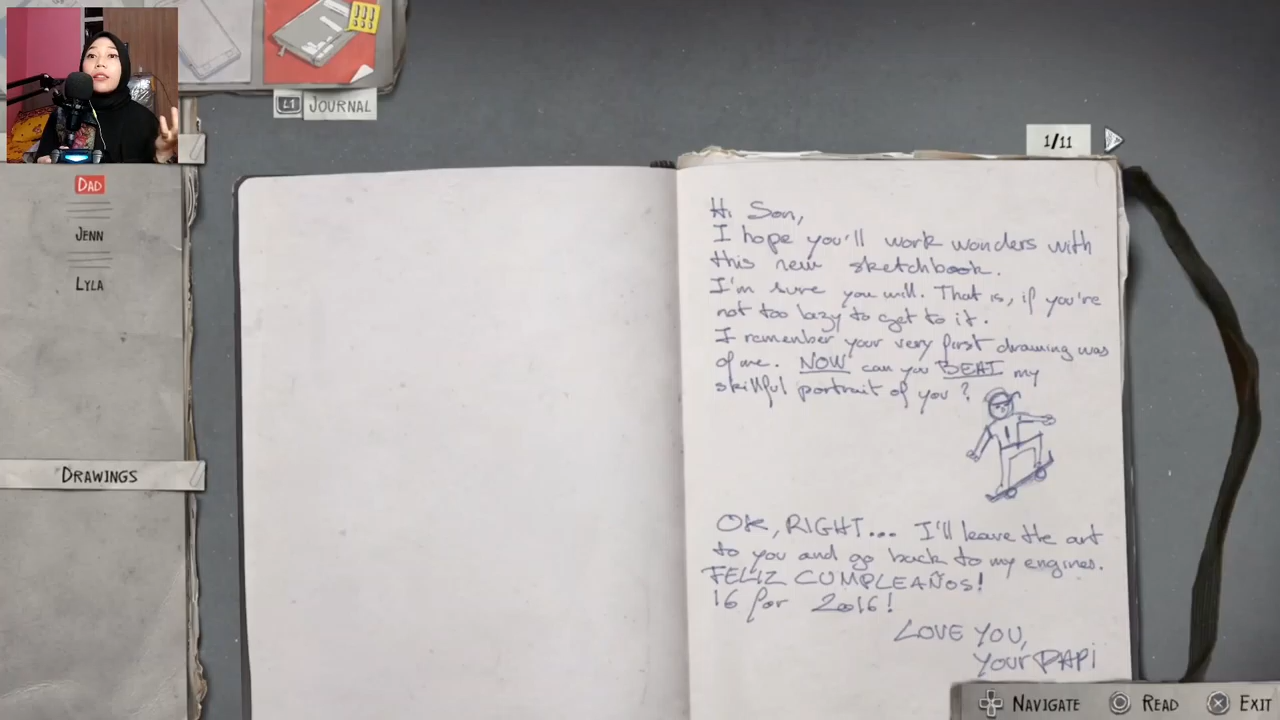 L1 JOURNAL
1/11
DAD
JENN
LYLA
DRAWINGS
Hi Son,
I hope you'll work wonders with
this new sketchbook.
I'm sure you will. That is, if you're
not too lazy to get to it.
I remember your very first drawing was
of me. NOW can you BEAT my
skillful portrait of you?
OK, RIGHT... I'll leave the art
to you and go back to my engines.
FELIZ CUMPLEAÑOS!
16 for 2016!
LOVE YOU,
Your PAPI
NAVIGATE READ EXIT